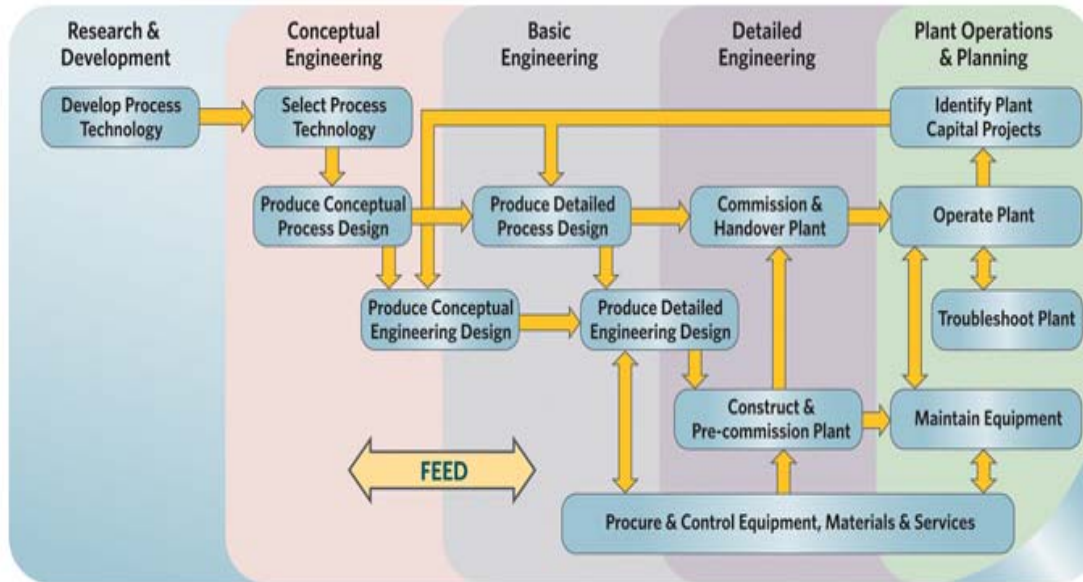 Research &
Development
Conceptual
Engineering
Basic
Engineering
Detailed
Engineering
Plant Operations
& Planning
Develop Process
Technology
Select Process
Technology
Identify Plant
Capital Projects
Produce Conceptual
Process Design
Produce Detailed
Process Design
Commission &
Handover Plant
Operate Plant
Produce Conceptual
Engineering Design
Produce Detailed
Engineering Design
Troubleshoot Plant
Construct &
Pre-commission Plant
Maintain Equipment
FEED
Procure & Control Equipment, Materials & Services